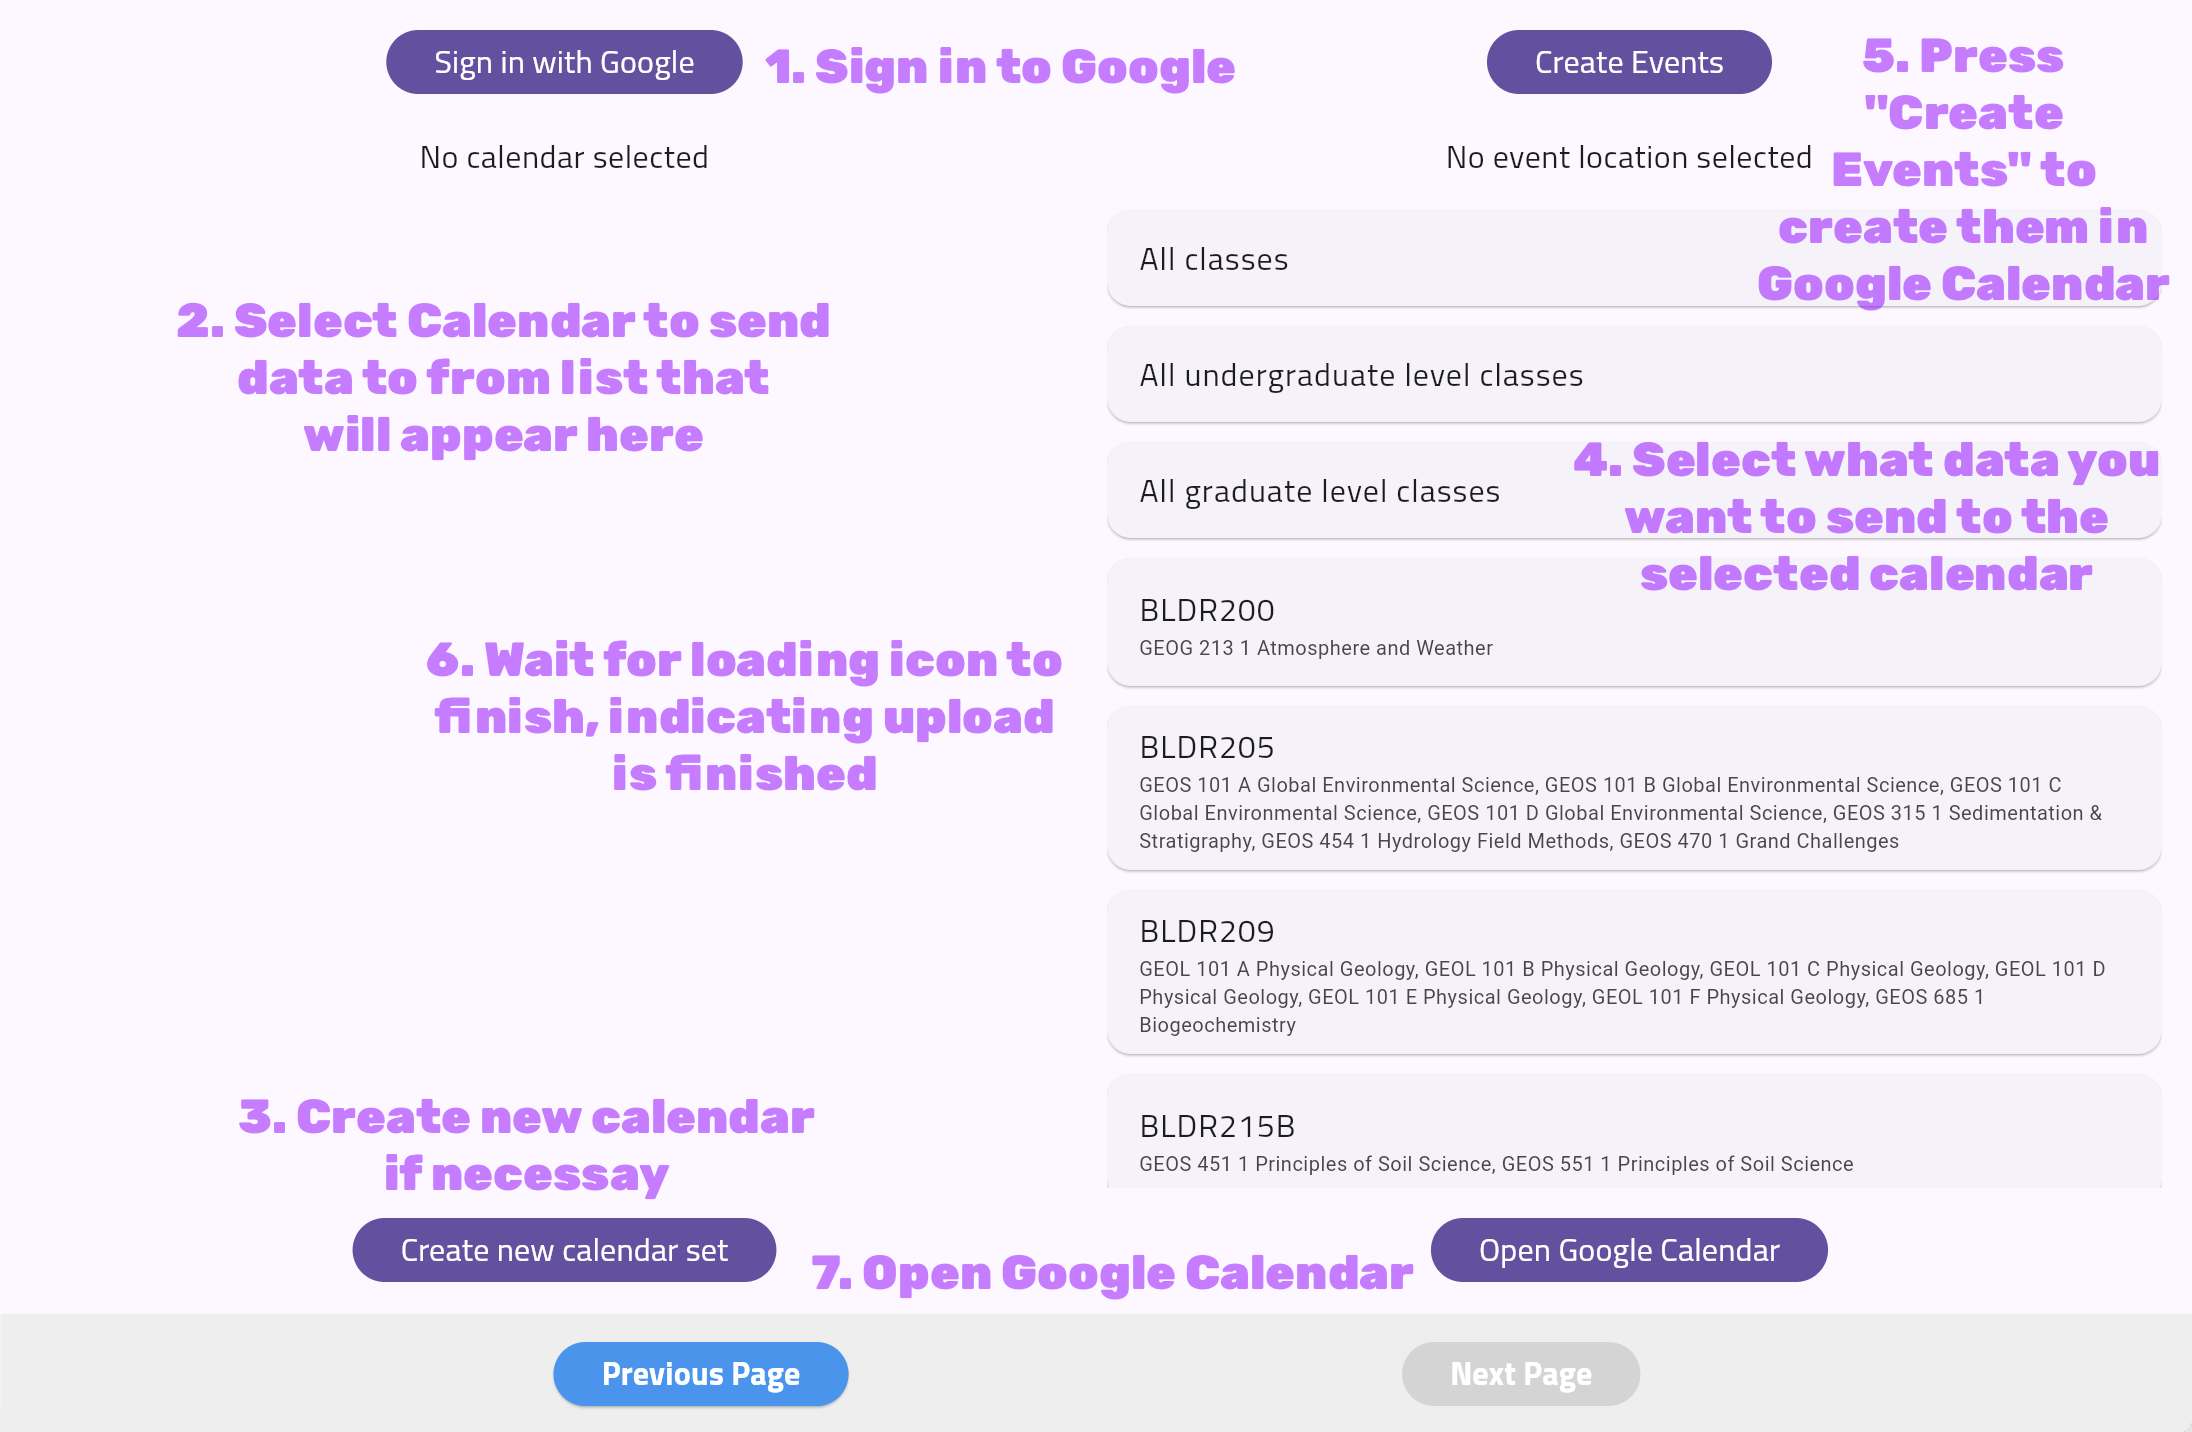 Sign in with Google
1. Sign in to Google
No calendar selected
2. Select Calendar to send
data to from list that
will appear here
6. Wait for loading icon to
finish, indicating upload
is finished
3. Create new calendar
if necessay
Create new calendar set
Create Events
5. Press
"Create
Events" to
create them in
Google Calendar
No event location selected
All classes
All undergraduate level classes
All graduate level classes
4. Select what data you
want to send to the
selected calendar
BLDR200
GEOG 213 1 Atmosphere and Weather
BLDR205
GEOS 101 A Global Environmental Science, GEOS 101 B Global Environmental Science, GEOS 101 C
Global Environmental Science, GEOS 101 D Global Environmental Science, GEOS 315 1 Sedimentation &
Stratigraphy, GEOS 454 1 Hydrology Field Methods, GEOS 470 1 Grand Challenges
BLDR209
GEOL 101 A Physical Geology, GEOL 101 B Physical Geology, GEOL 101 C Physical Geology, GEOL 101 D
Physical Geology, GEOL 101 E Physical Geology, GEOL 101 F Physical Geology, GEOS 685 1
Biogeochemistry
BLDR215B
GEOS 451 1 Principles of Soil Science, GEOS 551 1 Principles of Soil Science
7. Open Google Calendar
Open Google Calendar
Previous Page
Next Page